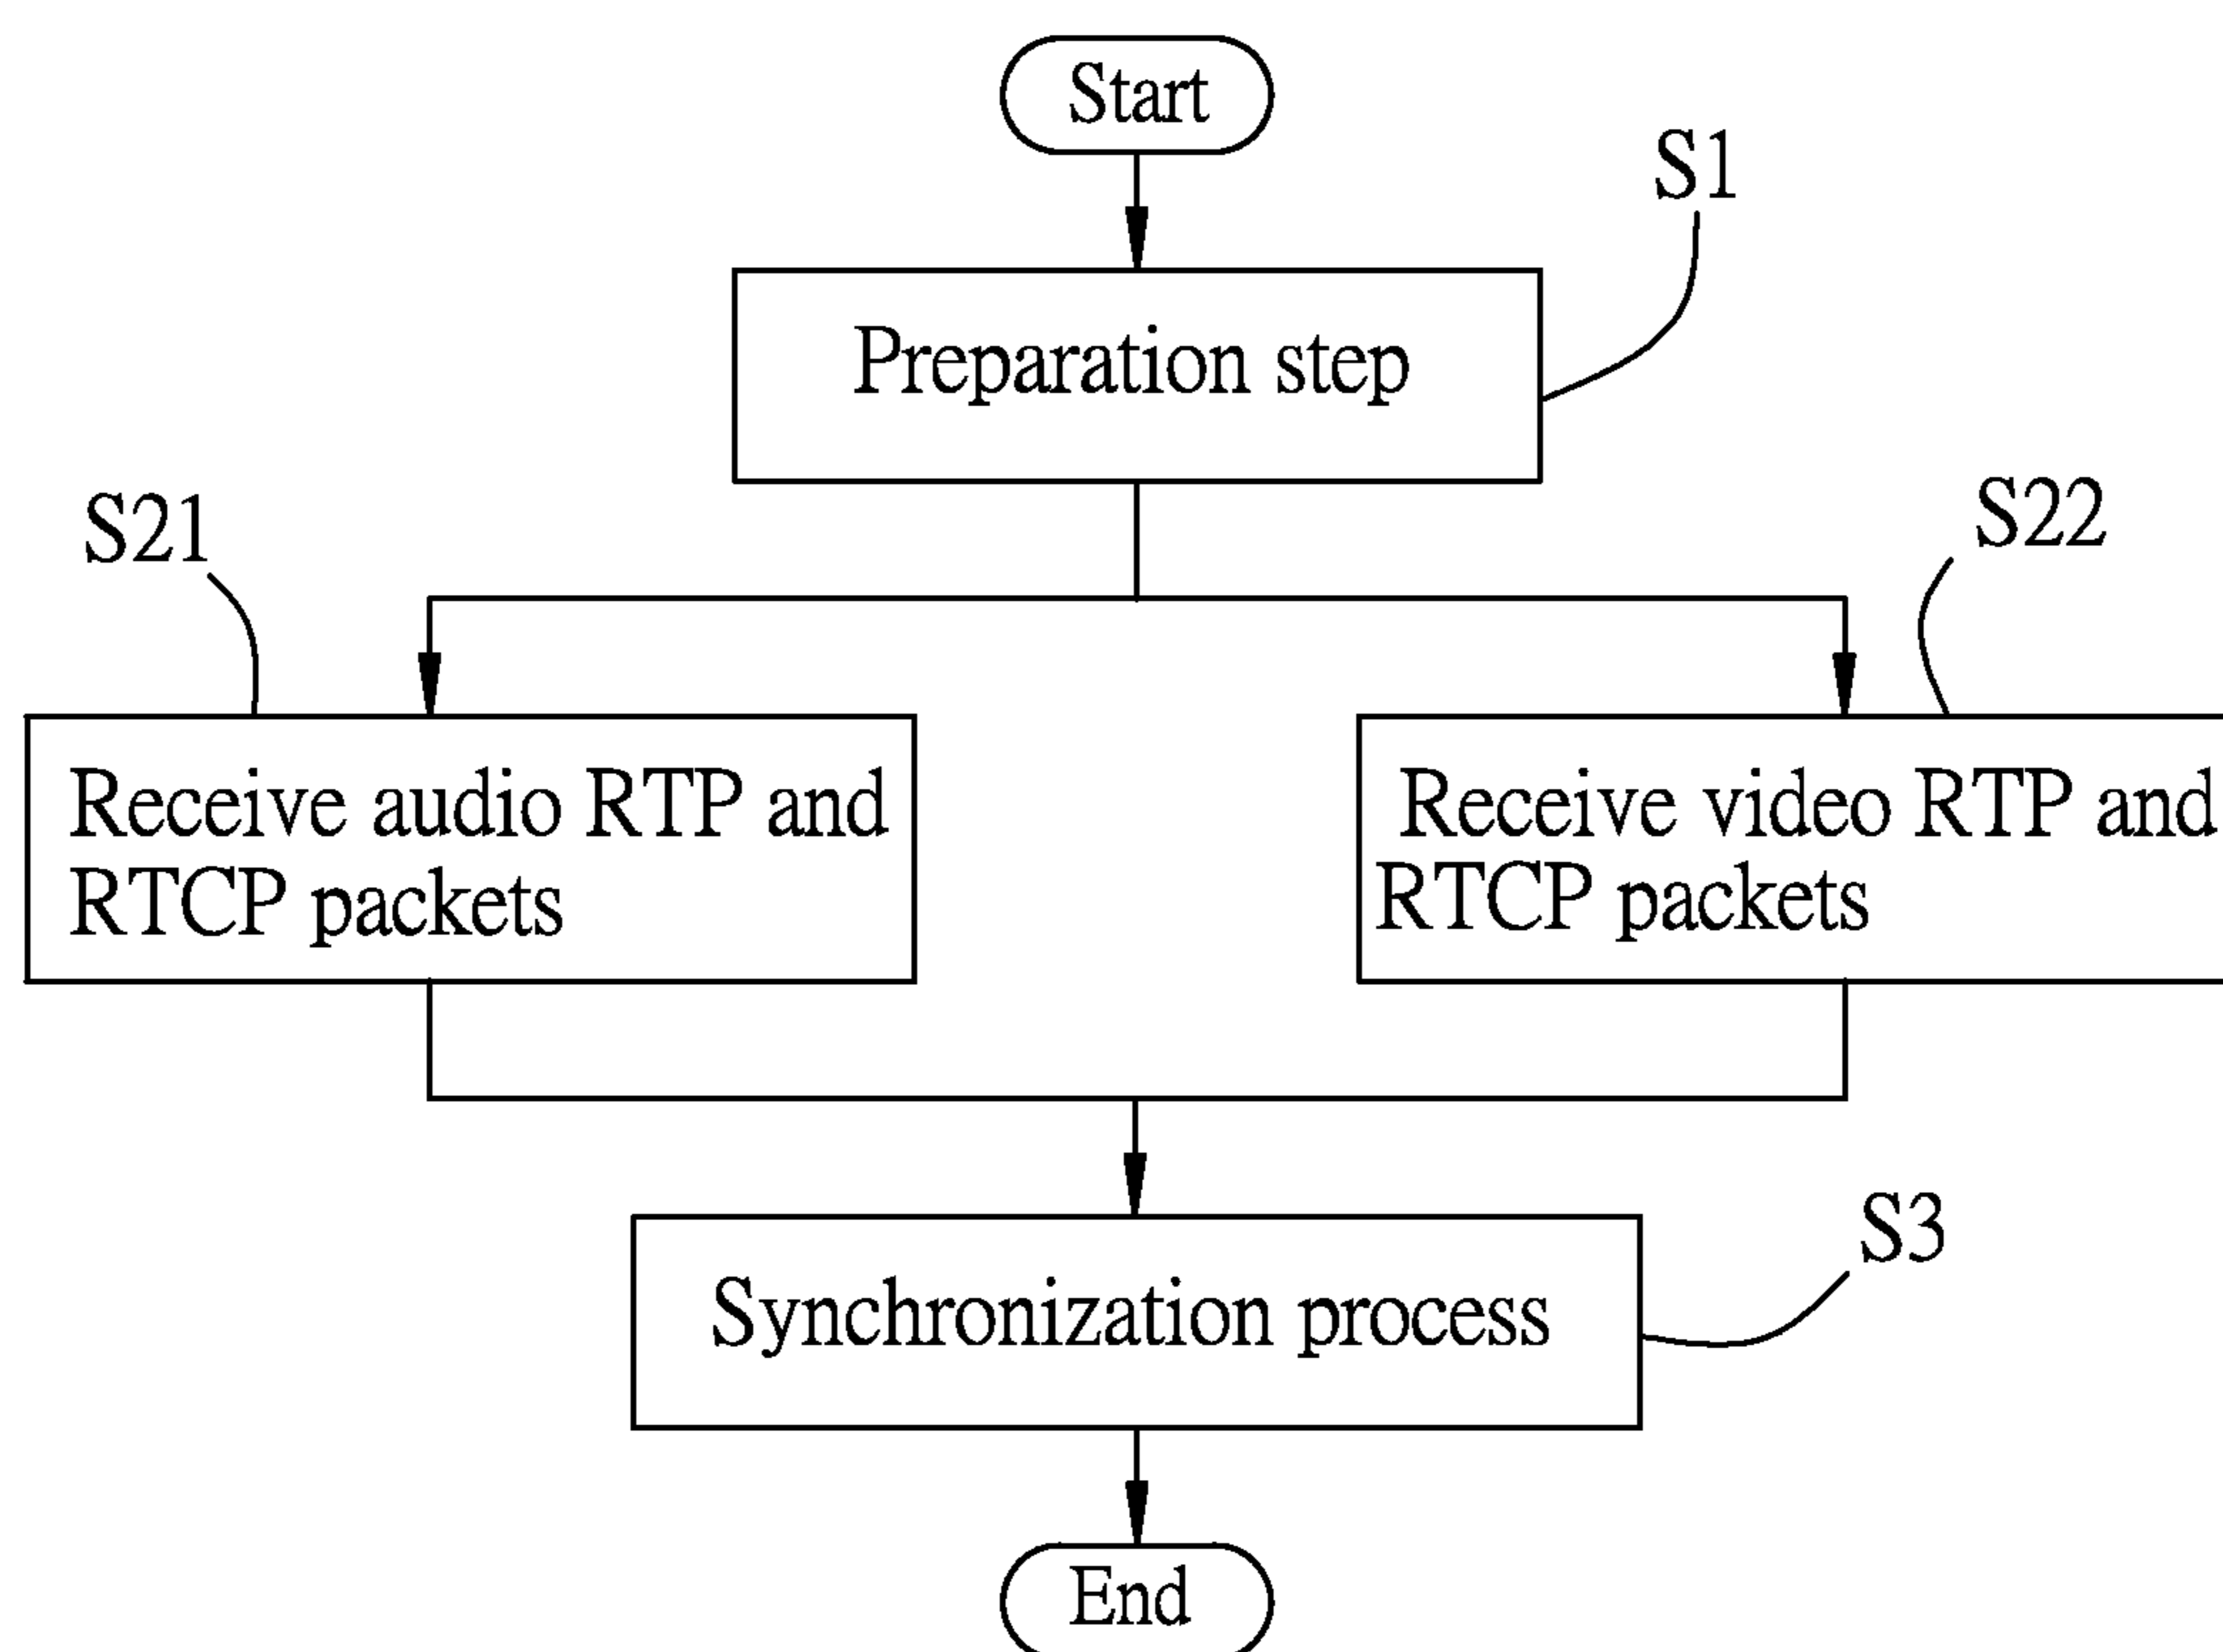 Start
S1
Preparation step
S21
S22
Receive audio RTP and
RTCP packets
Receive video RTP and
RTCP packets
S3
Synchronization process
End